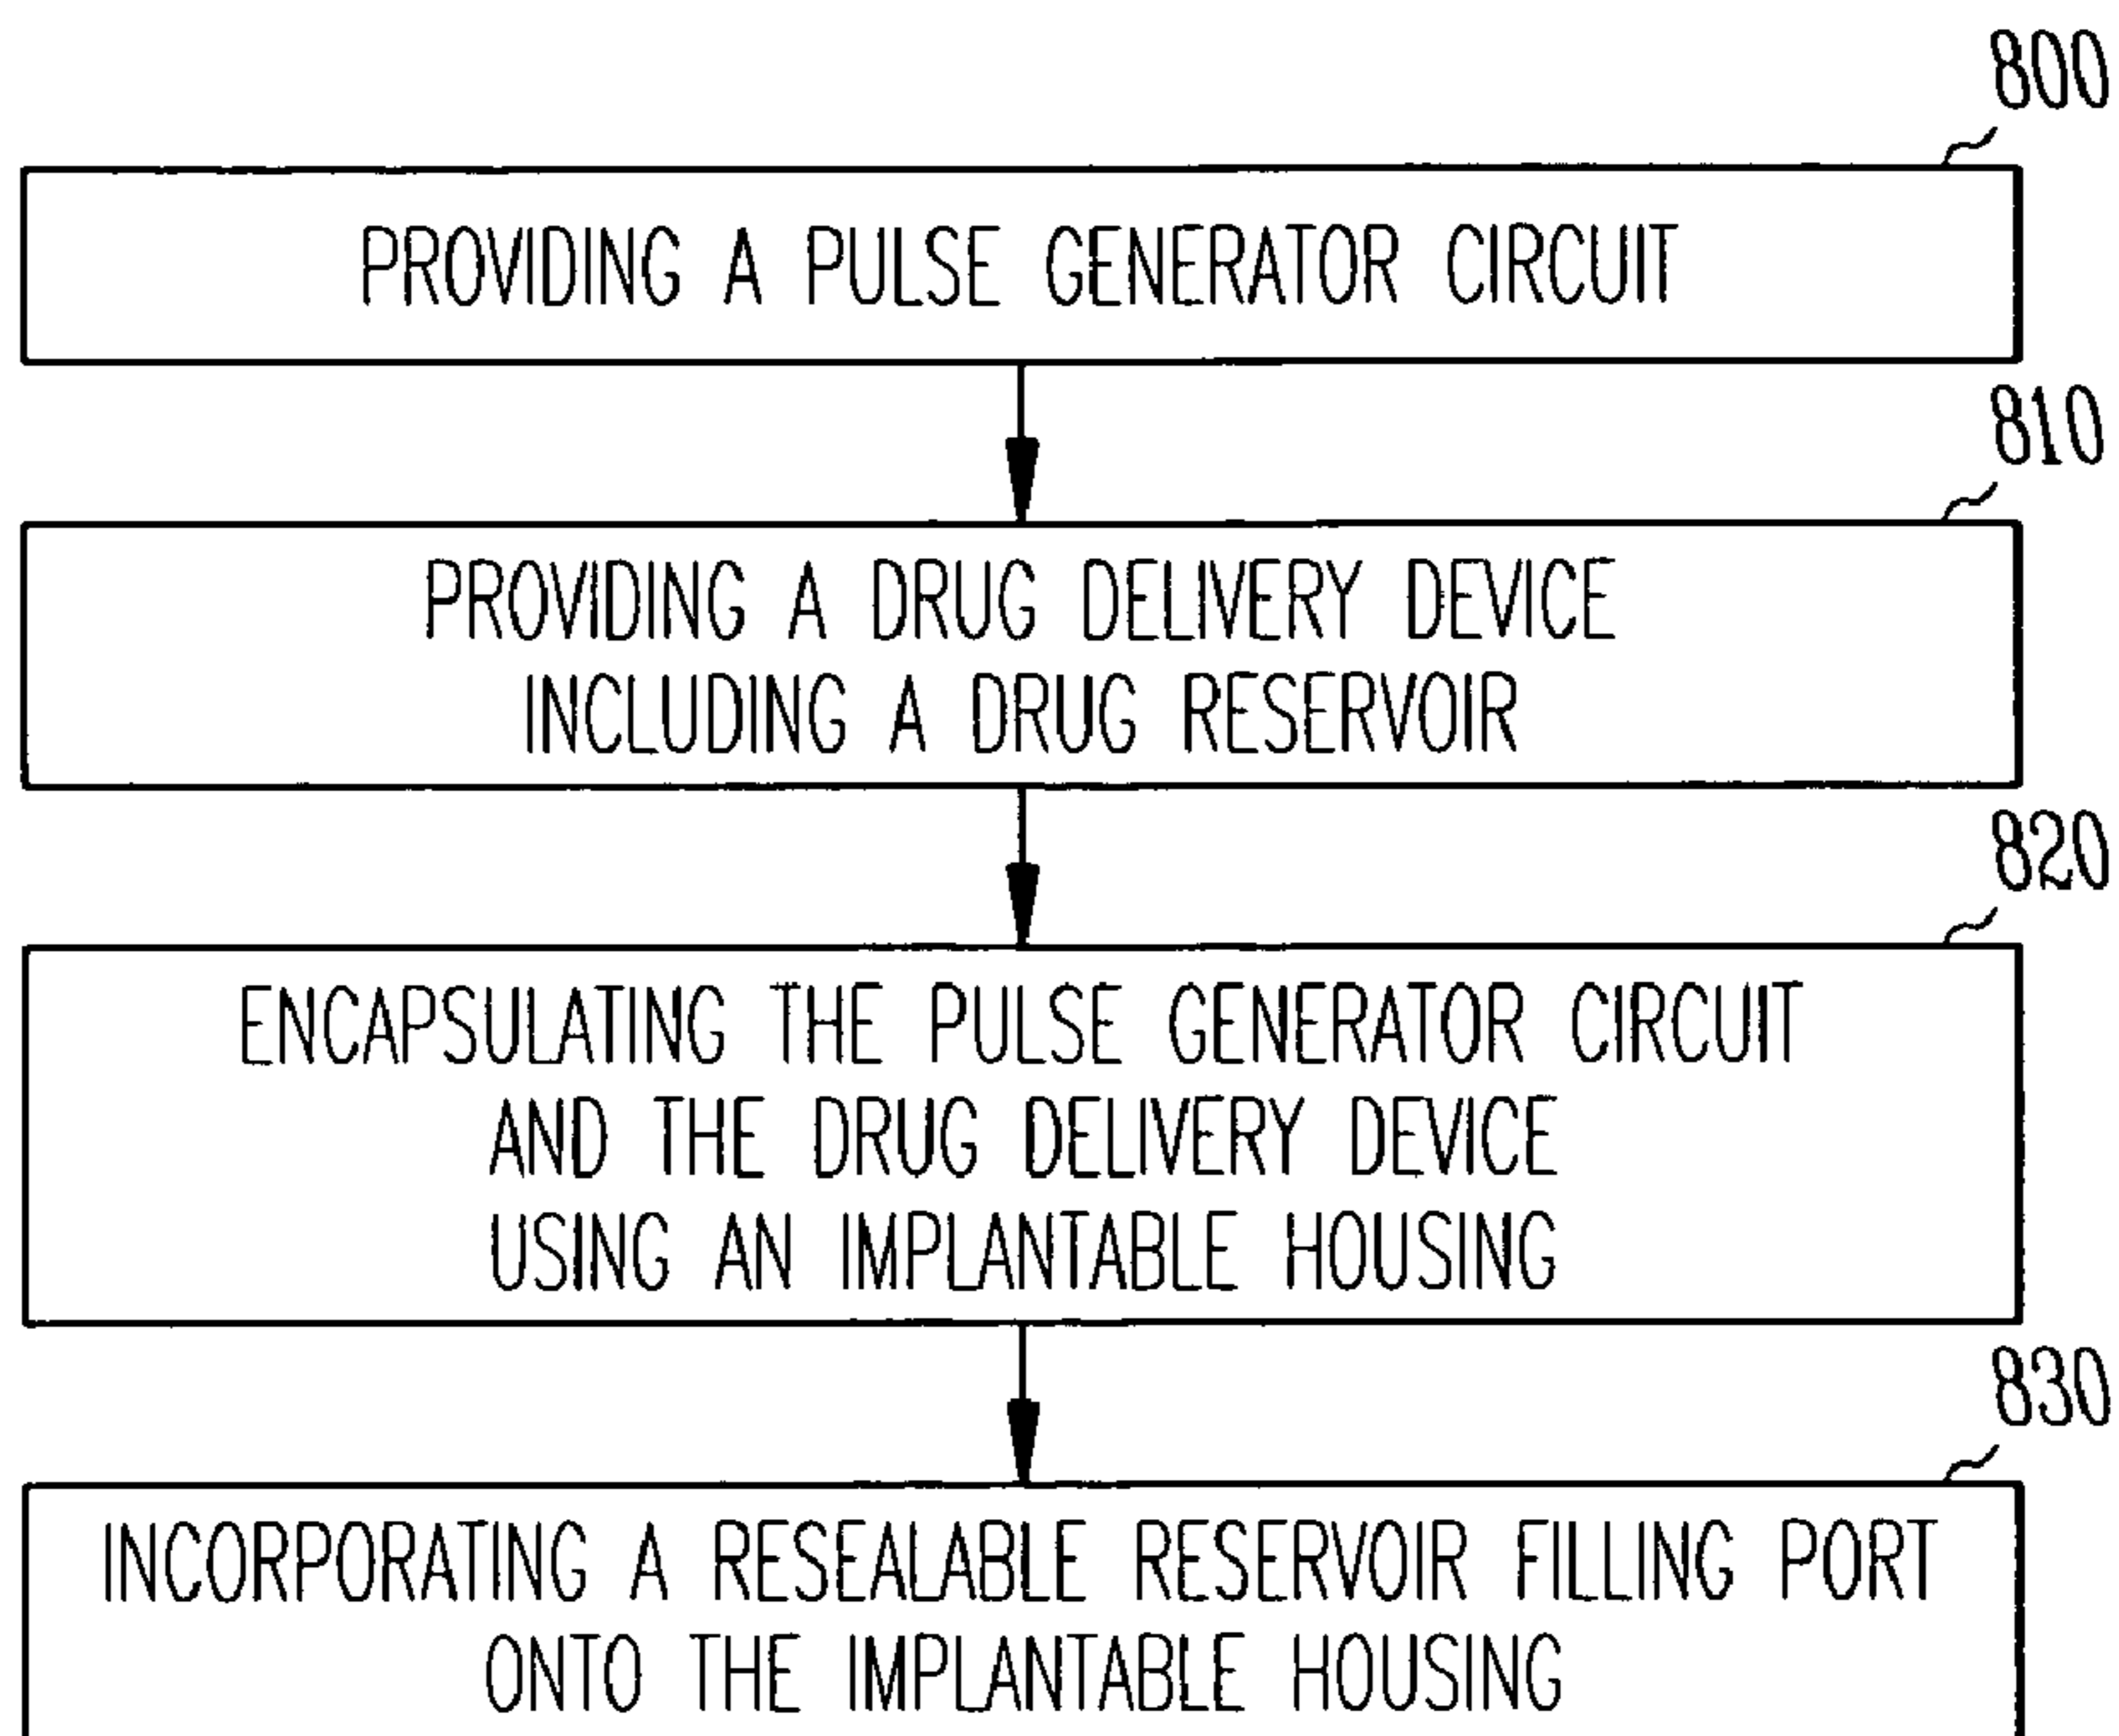 800
PROVIDING A PULSE GENERATOR CIRCUIT
810
PROVIDING A DRUG DELIVERY DEVICE
INCLUDING A DRUG RESERVOIR
820
ENCAPSULATING THE PULSE GENERATOR CIRCUIT
AND THE DRUG DELIVERY DEVICE
USING AN IMPLANTABLE HOUSING
830
INCORPORATING A RESEALABLE RESERVOIR FILLING PORT
ONTO THE IMPLANTABLE HOUSING